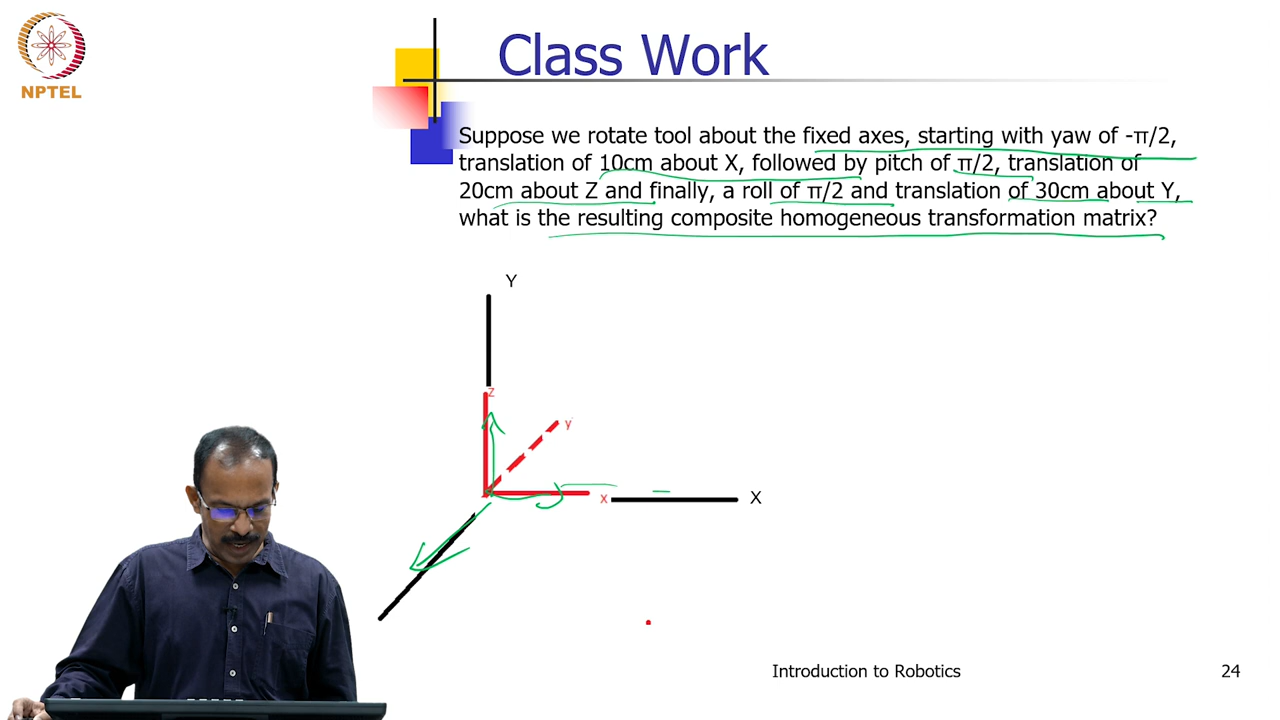 NPTEL
Class Work
Suppose we rotate tool about the fixed axes, starting with yaw of -π/2,
translation of 10cm about X, followed by pitch of π/2, translation of
20cm about Z and finally, a roll of π/2 and translation of 30cm about Y,
what is the resulting composite homogeneous transformation matrix?
Y
z
y
x
X
Introduction to Robotics
24